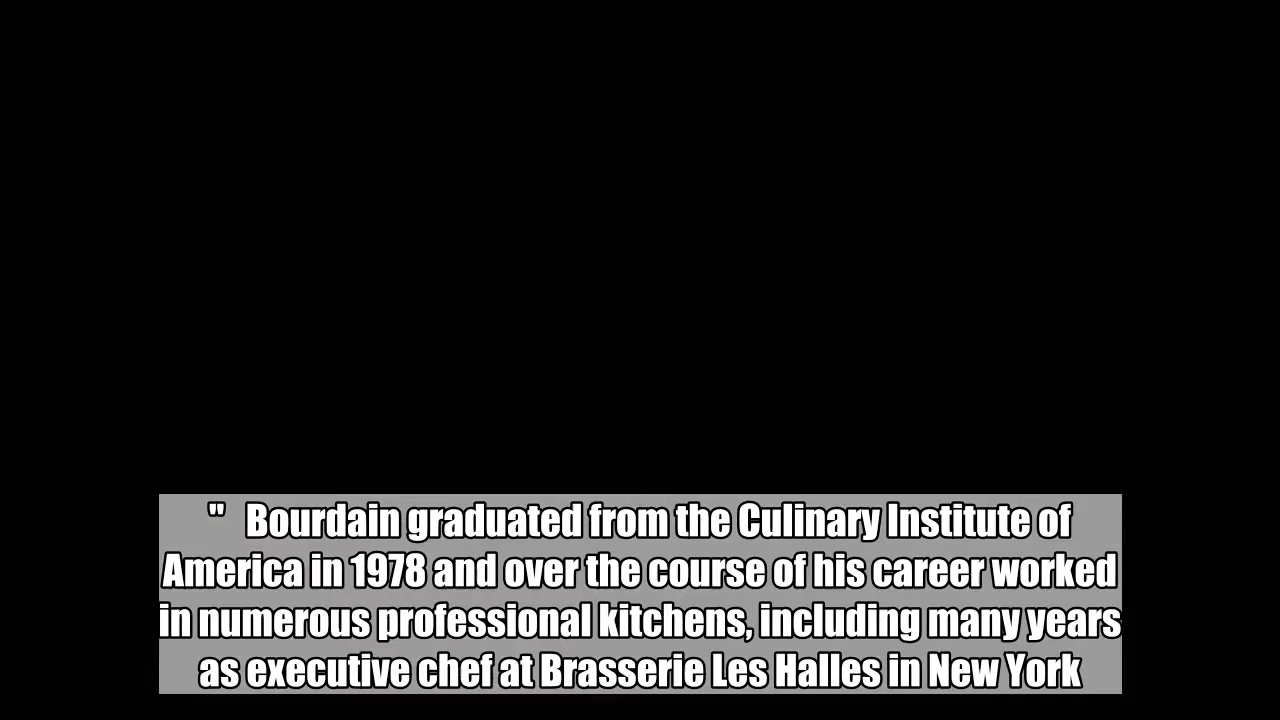 " Bourdain graduated from the Culinary Institute of
America in 1978 and over the course of his career worked
in numerous professional kitchens, including many years
as executive chef at Brasserie Les Halles in New York